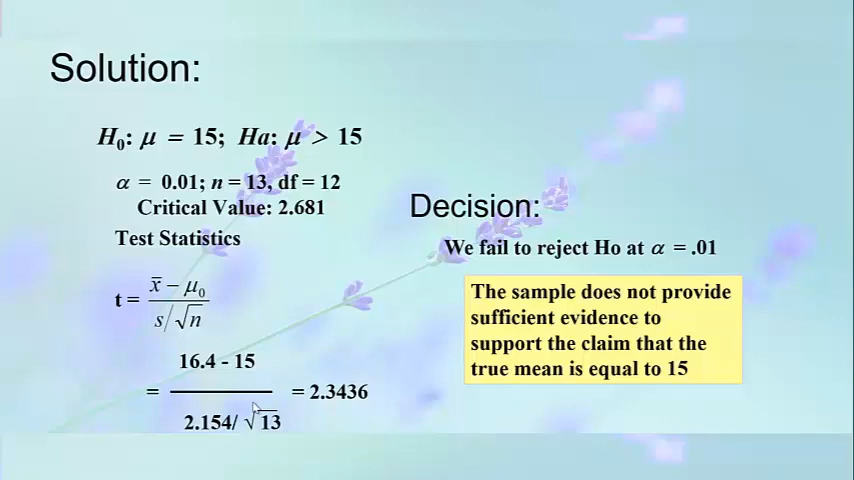 Solution:
H₀: μ = 15; Ha: μ > 15
α = 0.01; n = 13, df = 12
Critical Value: 2.681
Test Statistics
t = x̄ − μ₀ / s/√n
16.4 - 15
= = 2.3436
2.154/ √13
Decision:
We fail to reject Ho at α = .01
The sample does not provide
sufficient evidence to
support the claim that the
true mean is equal to 15